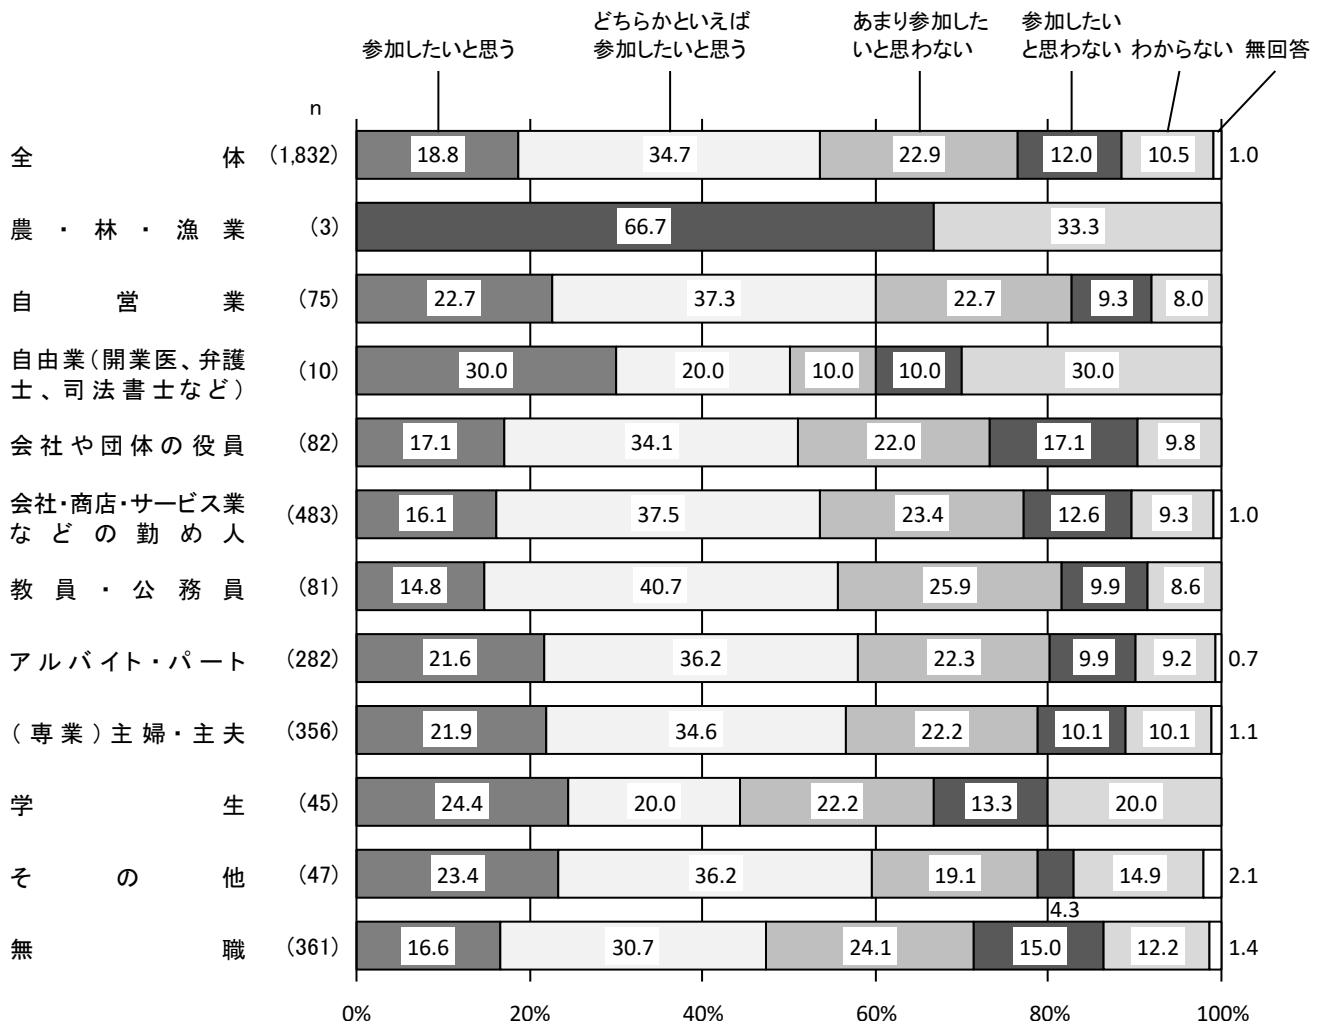 どちらかといえば
参加したいと思う
参加したいと思う
あまり参加した
いと思わない
参加したい
と思わない
わからない
無回答
n
全体 (1,832) 18.8 34.7 22.9 12.0 10.5 1.0
農・林・漁業 (3) 66.7 33.3
自営業 (75) 22.7 37.3 22.7 9.3 8.0
自由業(開業医、弁護
士、司法書士など) (10) 30.0 20.0 10.0 10.0 30.0
会社や団体の役員 (82) 17.1 34.1 22.0 17.1 9.8
会社・商店・サービス業
などの勤め人 (483) 16.1 37.5 23.4 12.6 9.3 1.0
教員・公務員 (81) 14.8 40.7 25.9 9.9 8.6
アルバイト・パート (282) 21.6 36.2 22.3 9.9 9.2 0.7
(専業)主婦・主夫 (356) 21.9 34.6 22.2 10.1 10.1 1.1
学生 (45) 24.4 20.0 22.2 13.3 20.0
その他 (47) 23.4 36.2 19.1 14.9 2.1
4.3
無職 (361) 16.6 30.7 24.1 15.0 12.2 1.4
0% 20% 40% 60% 80% 100%